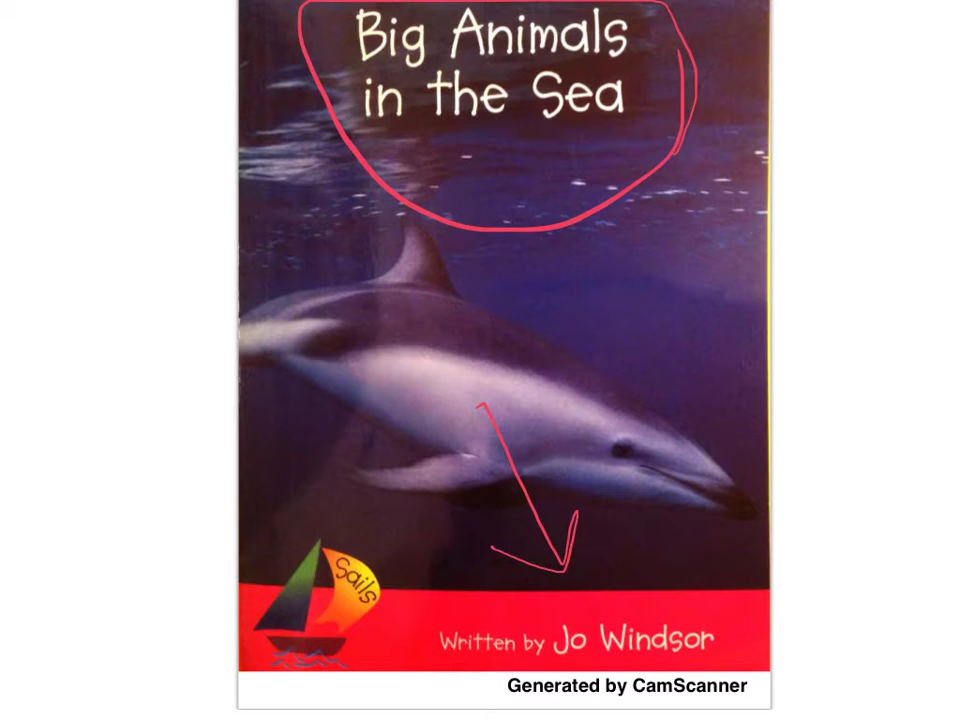 Big Animals
in the Sea
Sails
Written by Jo Windsor
Generated by CamScanner